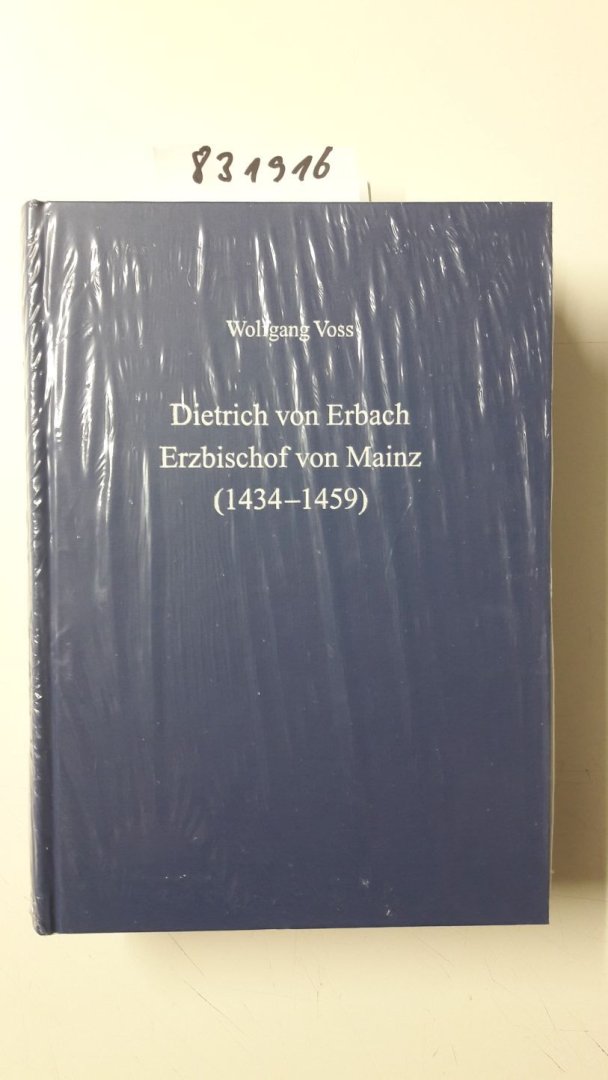 831916
Wolfgang Voss
Dietrich von Erbach
Erzbischof von Mainz
(1434–1459)